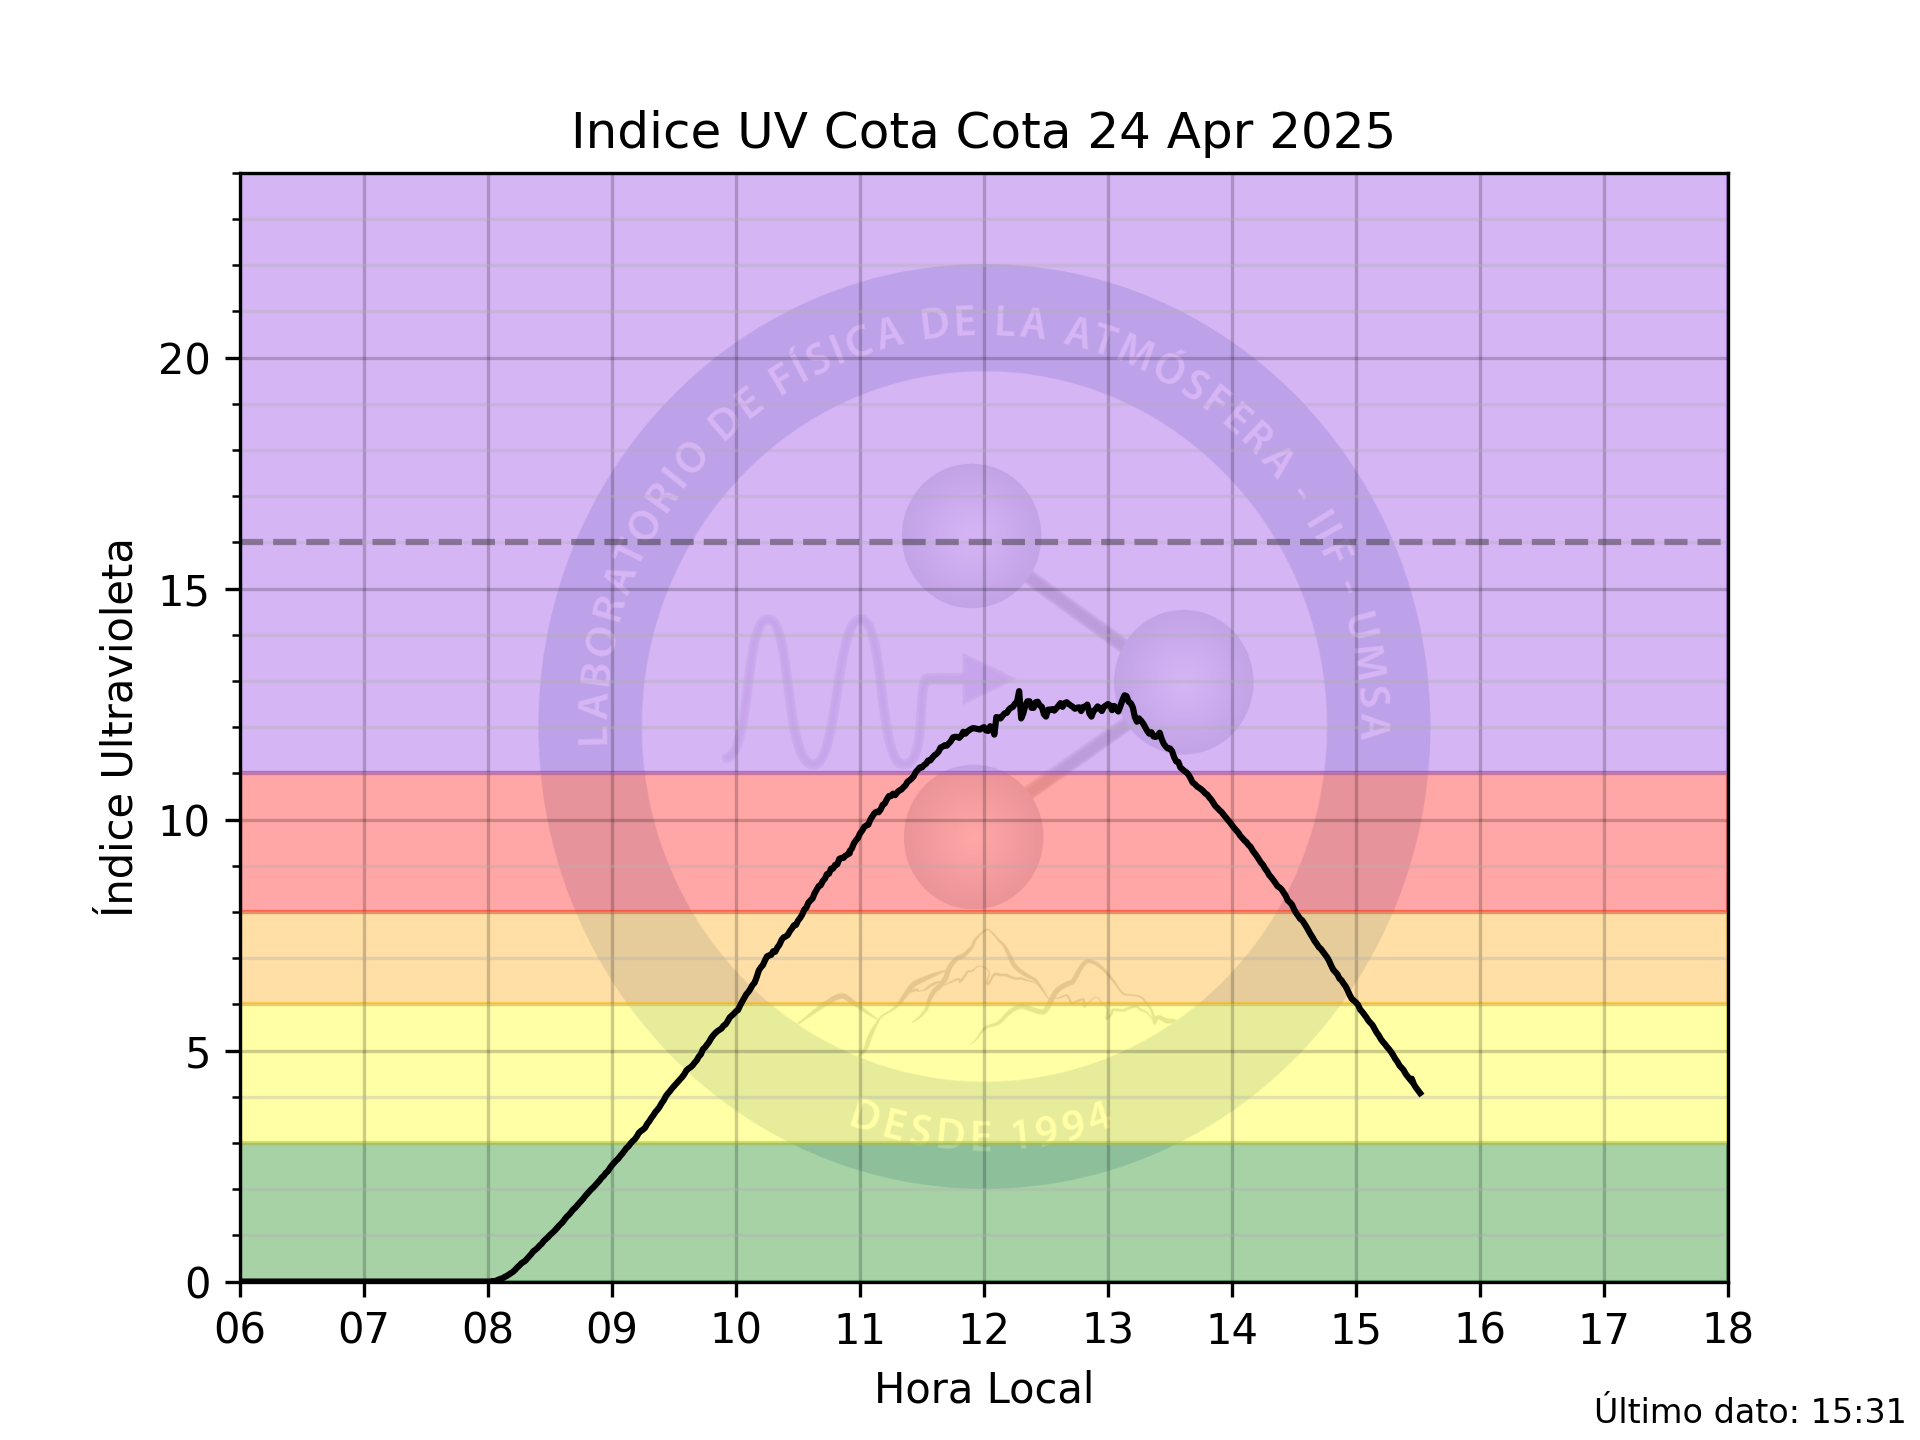 Indice UV Cota Cota 24 Apr 2025
LABORATORIO DE FÍSICA DE LA ATMÓSFERA - IIF - UMSA
DESDE 1994
Índice Ultravioleta
20
15
10
5
0
06 07 08 09 10 11 12 13 14 15 16 17 18
Hora Local
Último dato: 15:31